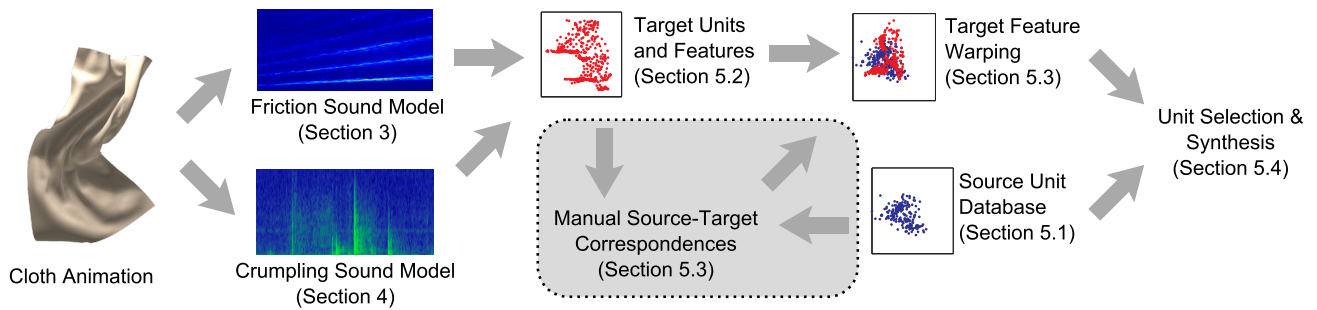 Cloth Animation
Friction Sound Model
(Section 3)
Crumpling Sound Model
(Section 4)
Target Units
and Features
(Section 5.2)
Manual Source-Target
Correspondences
(Section 5.3)
Target Feature
Warping
(Section 5.3)
Source Unit
Database
(Section 5.1)
Unit Selection &
Synthesis
(Section 5.4)